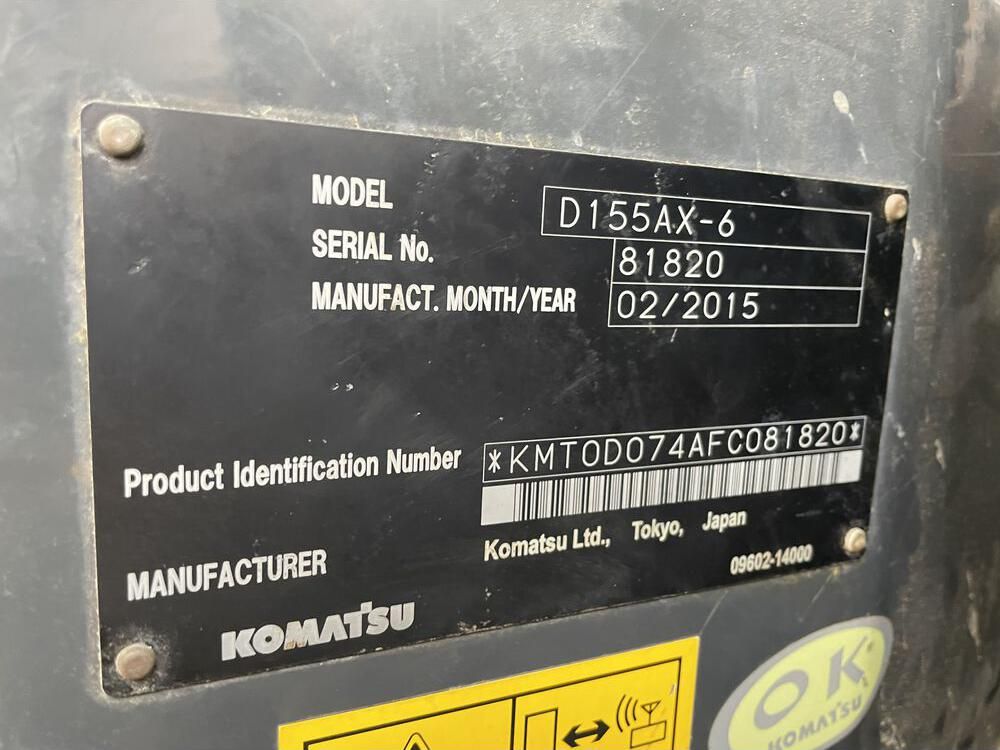 MODEL D155AX-6
SERIAL No. 81820
MANUFACT. MONTH/YEAR 02/2015
Product Identification Number *KMT0D074AFC081820*
MANUFACTURER Komatsu Ltd., Tokyo, Japan
09602-14000
KOMATSU
OK
KOMATSU